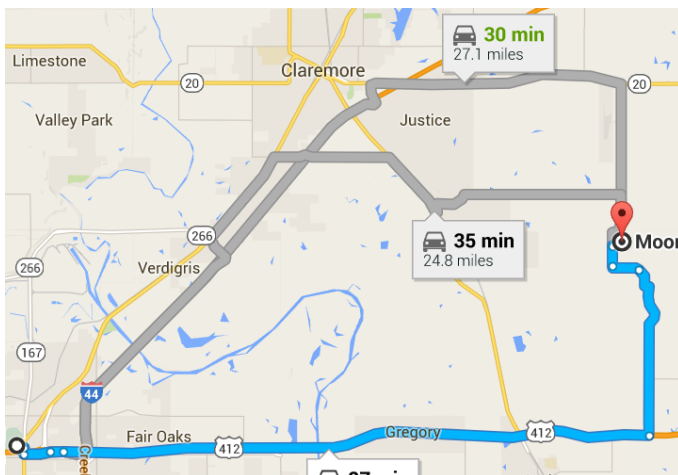 30 min
27.1 miles
Limestone
Claremore
20
20
Valley Park
Justice
266
35 min
24.8 miles
Moor
266
Verdigris
167
44
Fair Oaks
412
Gregory
412
Cree